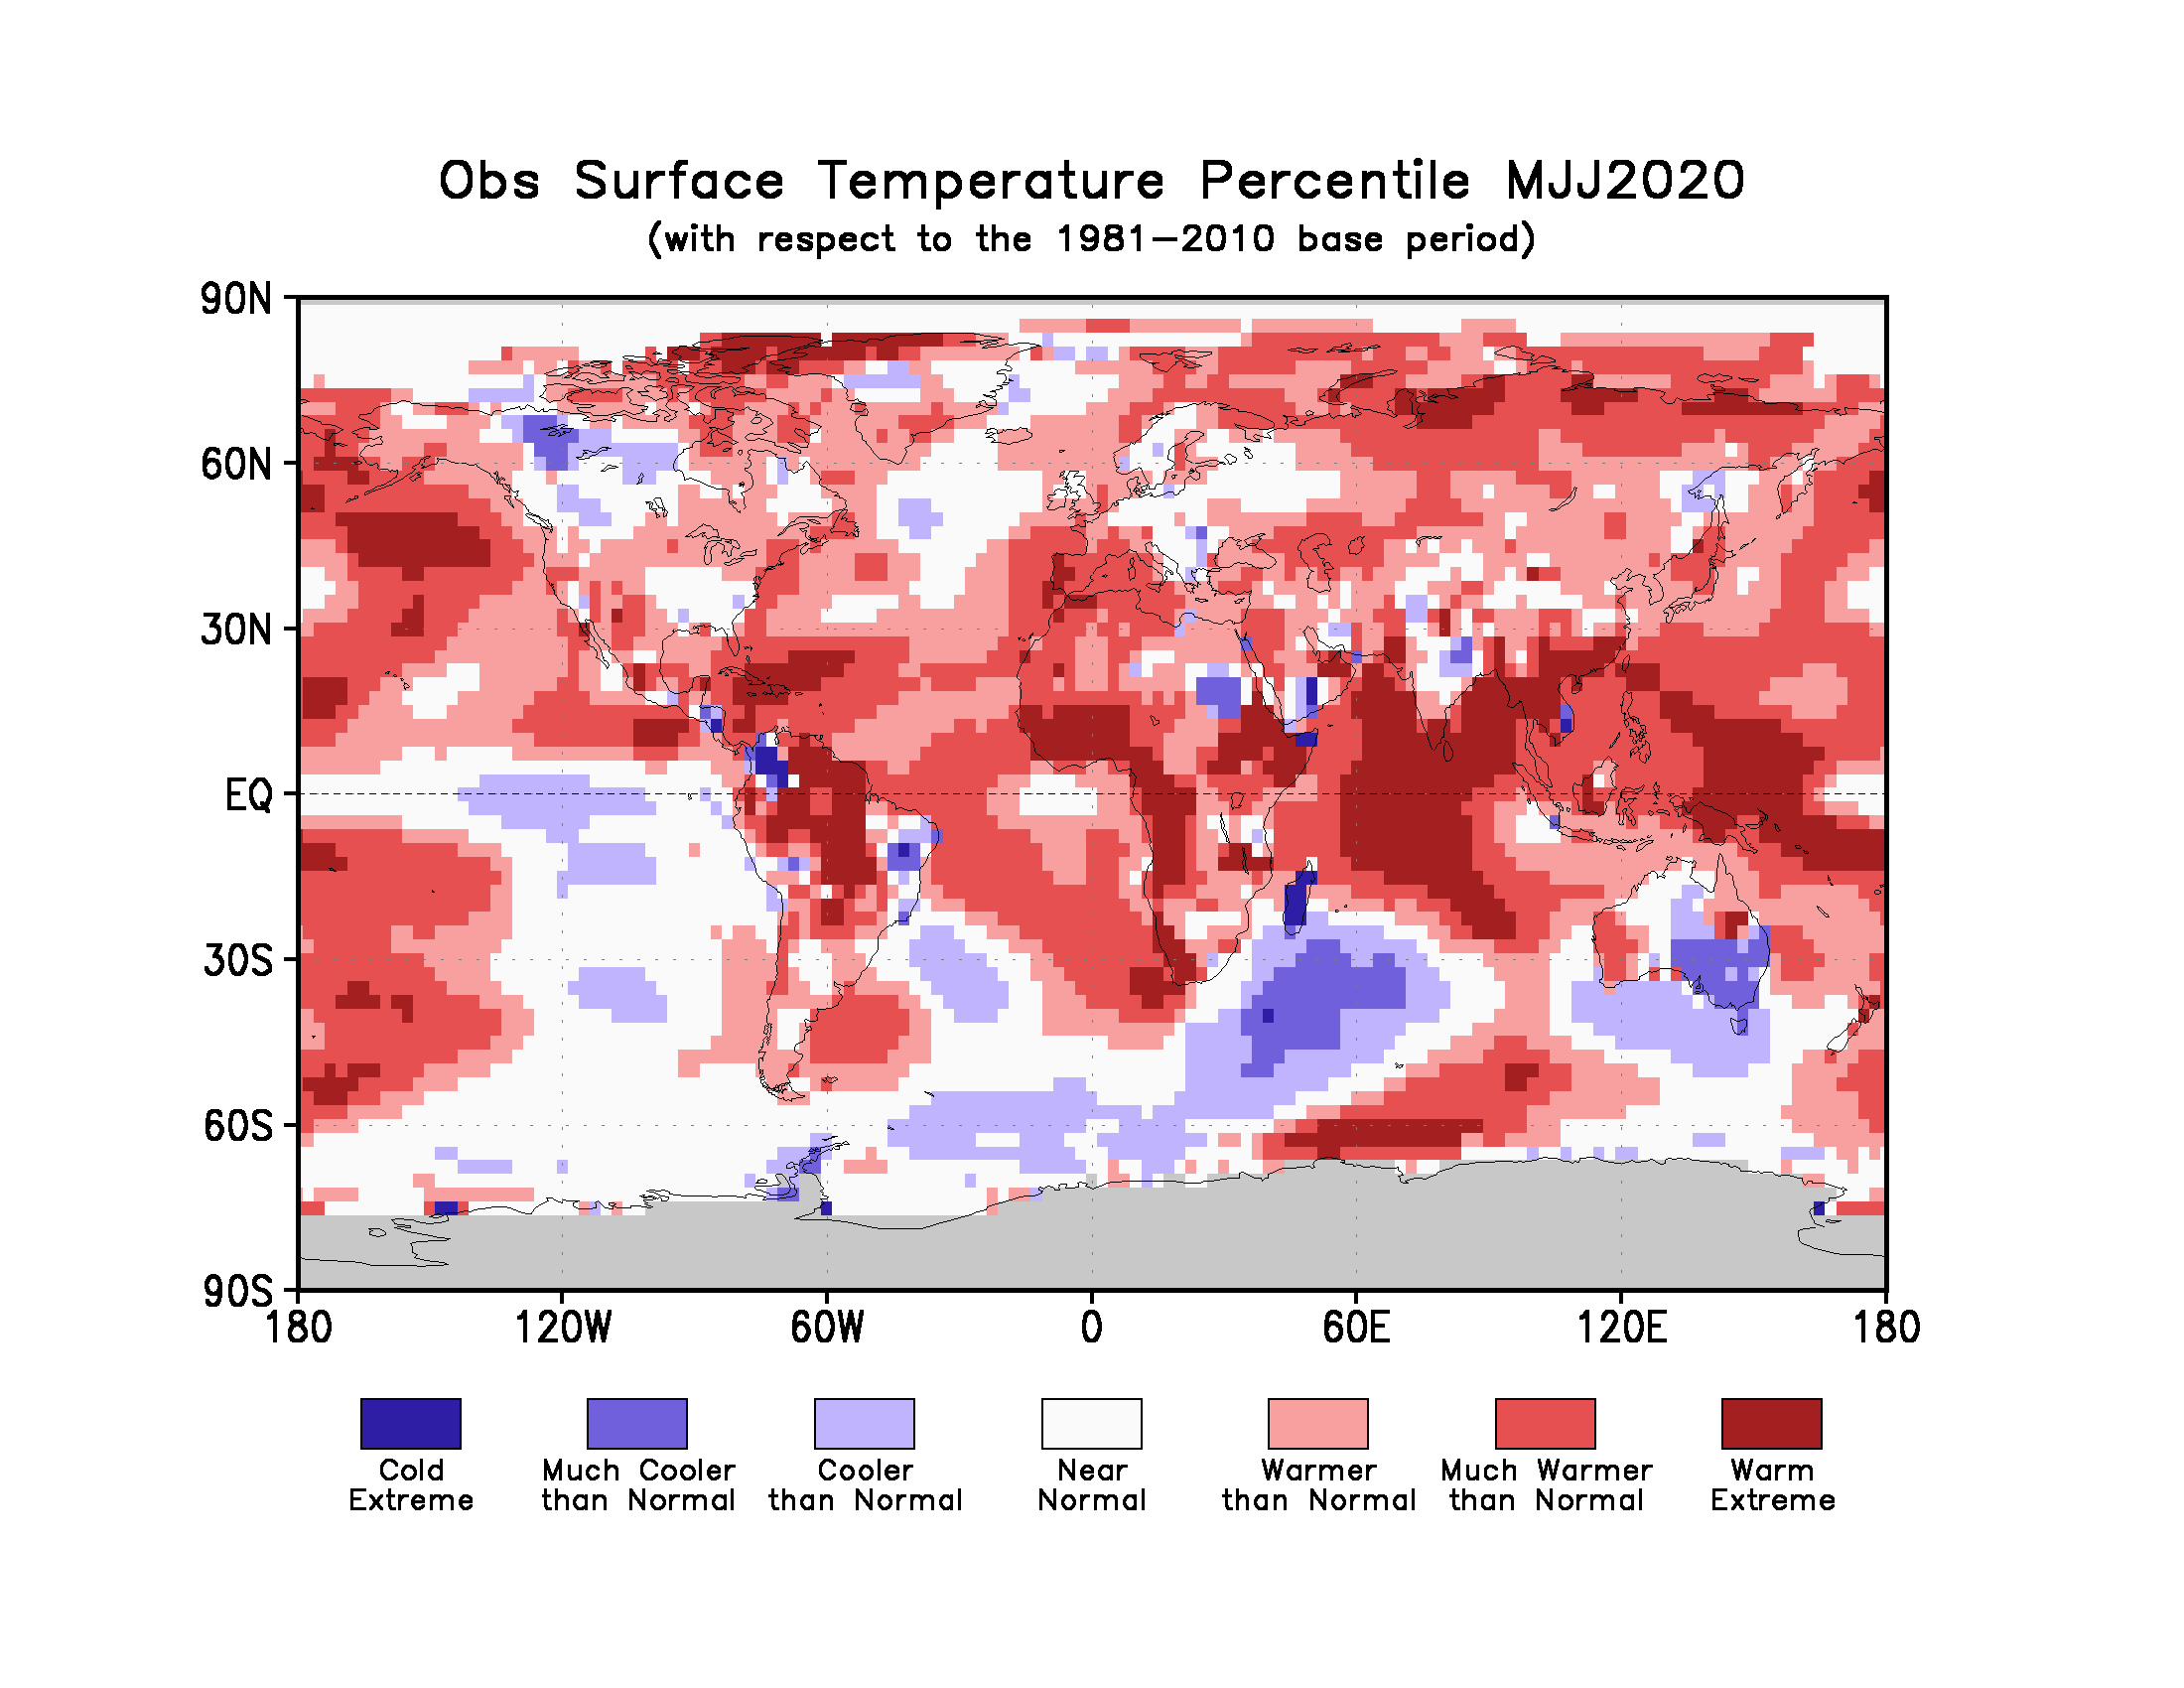 Obs Surface Temperature Percentile MJJ2020
(with respect to the 1981-2010 base period)
90N
60N
30N
EQ
30S
60S
90S
180 120W 60W 0 60E 120E 180
Cold Much Cooler Cooler Near Warmer Much Warmer Warm
Extreme than Normal than Normal Normal than Normal than Normal Extreme